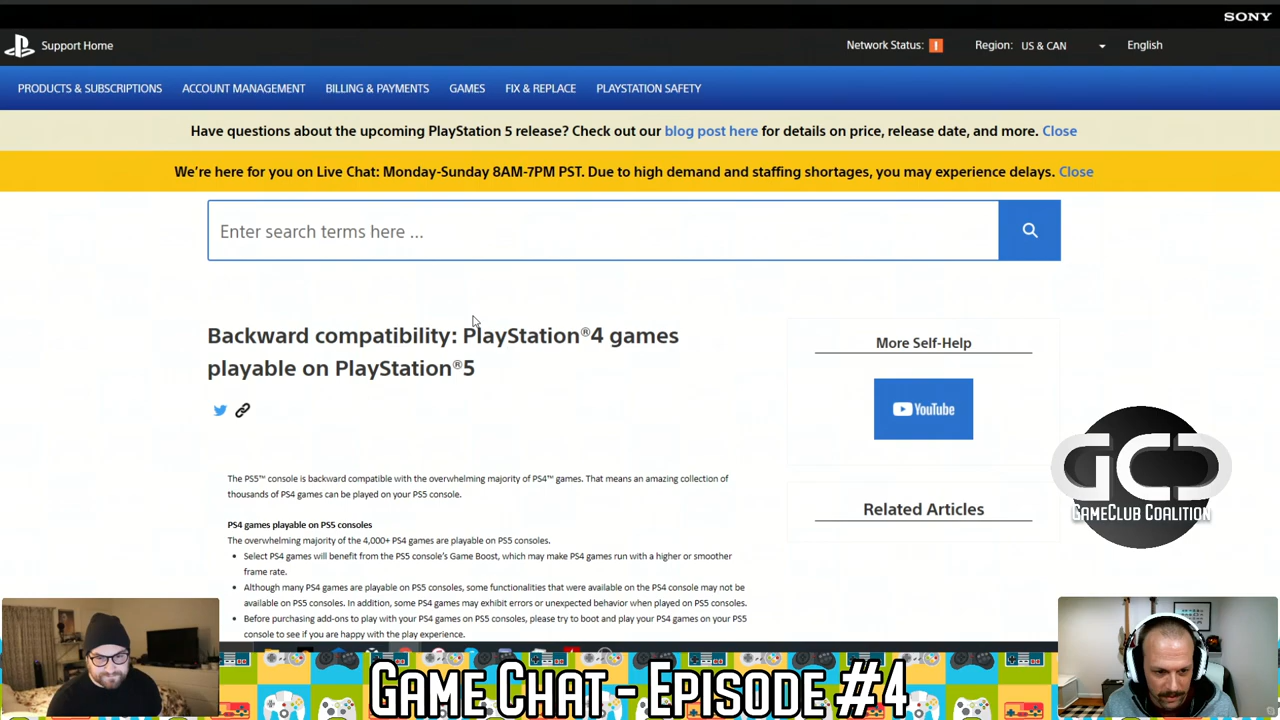 SONY
Support Home
Network Status:
Region: US & CAN
English
PRODUCTS & SUBSCRIPTIONS ACCOUNT MANAGEMENT BILLING & PAYMENTS GAMES FIX & REPLACE PLAYSTATION SAFETY
Have questions about the upcoming PlayStation 5 release? Check out our blog post here for details on price, release date, and more. Close
We're here for you on Live Chat: Monday-Sunday 8AM-7PM PST. Due to high demand and staffing shortages, you may experience delays. Close
Enter search terms here ...
Backward compatibility: PlayStation®4 games
playable on PlayStation®5
The PS5™ console is backward compatible with the overwhelming majority of PS4™ games. That means an amazing collection of
thousands of PS4 games can be played on your PS5 console.
PS4 games playable on PS5 consoles
The overwhelming majority of the 4,000+ PS4 games are playable on PS5 consoles.
• Select PS4 games will benefit from the PS5 console's Game Boost, which may make PS4 games run with a higher or smoother
frame rate.
• Although many PS4 games are playable on PS5 consoles, some functionalities that were available on the PS4 console may not be
available on PS5 consoles. In addition, some PS4 games may exhibit errors or unexpected behavior when played on PS5 consoles.
• Before purchasing add-ons to play with your PS4 games on PS5 consoles, please try to boot and play your PS4 games on your PS5
console to see if you are happy with the play experience.
More Self-Help
YouTube
Related Articles
GCC
GAMECLUB COALITION
GAME CHAT - EPISODE #4